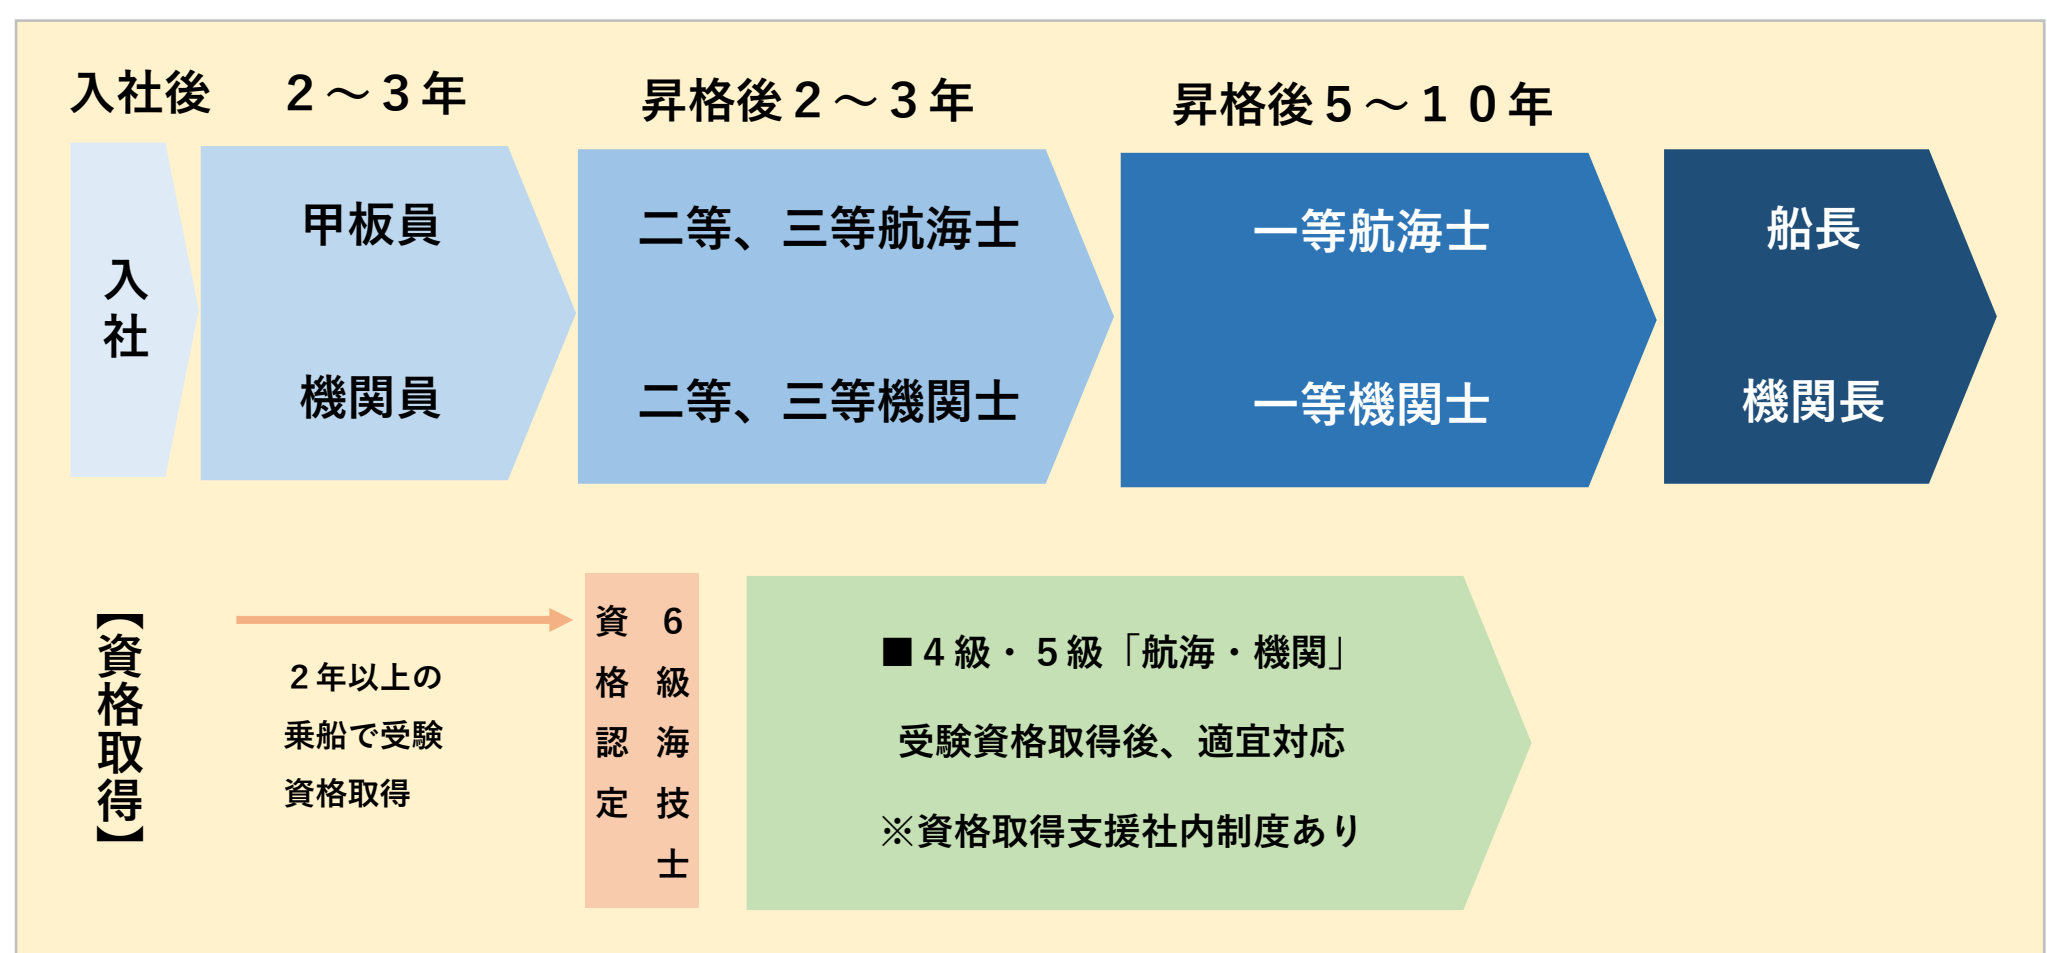 入社後　２～３年
昇格後２～３年
昇格後５～１０年
入社
甲板員
機関員
二等、三等航海士
二等、三等機関士
一等航海士
一等機関士
船長
機関長
【資格取得】
２年以上の
乗船で受験
資格取得
６級海技士
資格認定
■４級・５級「航海・機関」
受験資格取得後、適宜対応
※資格取得支援社内制度あり